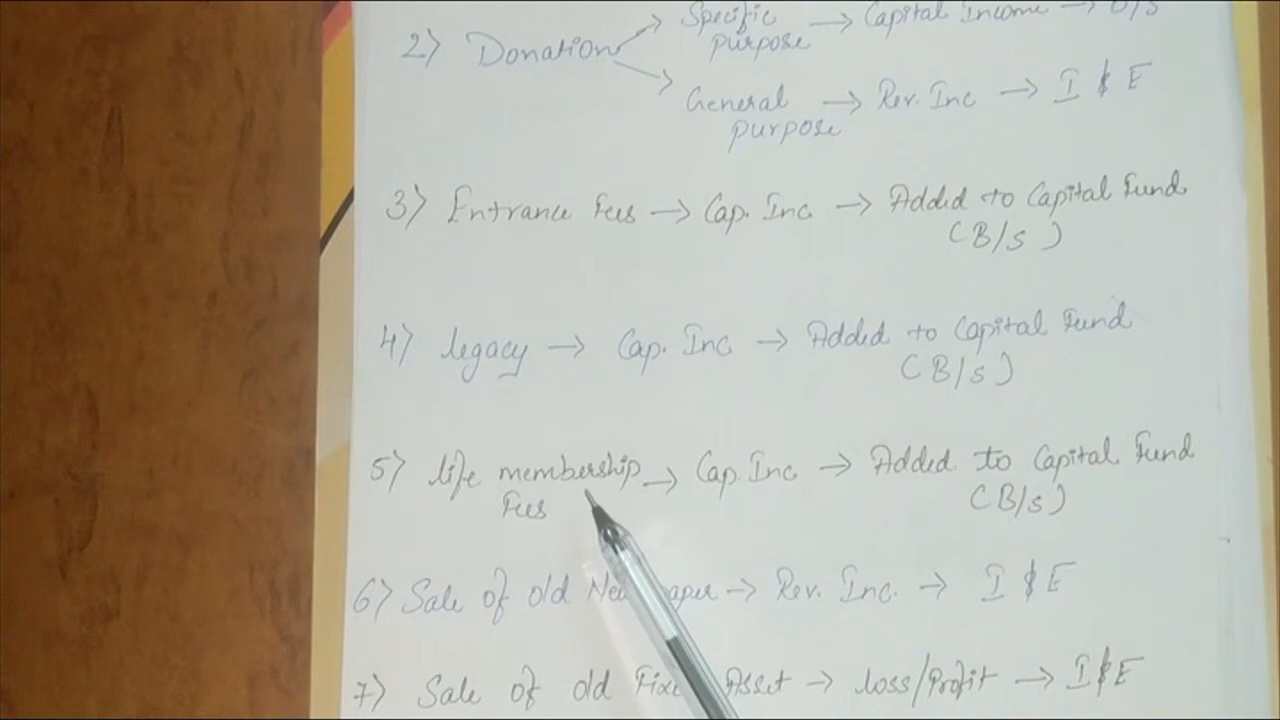 Specific → Capital Income →
2) Donation purpose
General → Rev. Inc → I & E
purpose
3) Entrance Fees → Cap. Inc → Added to Capital Fund
(B/S)
4) legacy → Cap. Inc → Added to Capital Fund
(B/S)
5) life membership → Cap. Inc → Added to Capital Fund
Fees (B/S)
6) Sale of old → Rev. Inc. → I & E
7) Sale of old Asset → loss/Profit → I & E